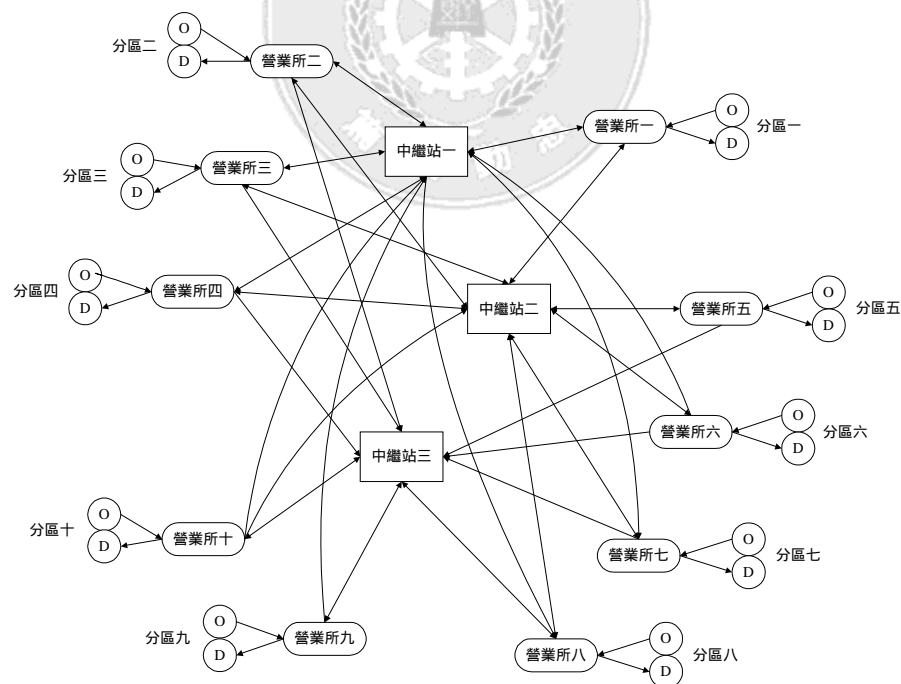 O
分區二
D
營業所二
O
營業所一
分區一
D
中繼站一
O
分區三
D
營業所三
O
分區四
D
營業所四
中繼站二
營業所五
O
分區五
D
O
營業所六
分區六
D
中繼站三
O
分區十
D
營業所十
O
營業所七
分區七
D
O
分區九
D
營業所九
O
營業所八
分區八
D